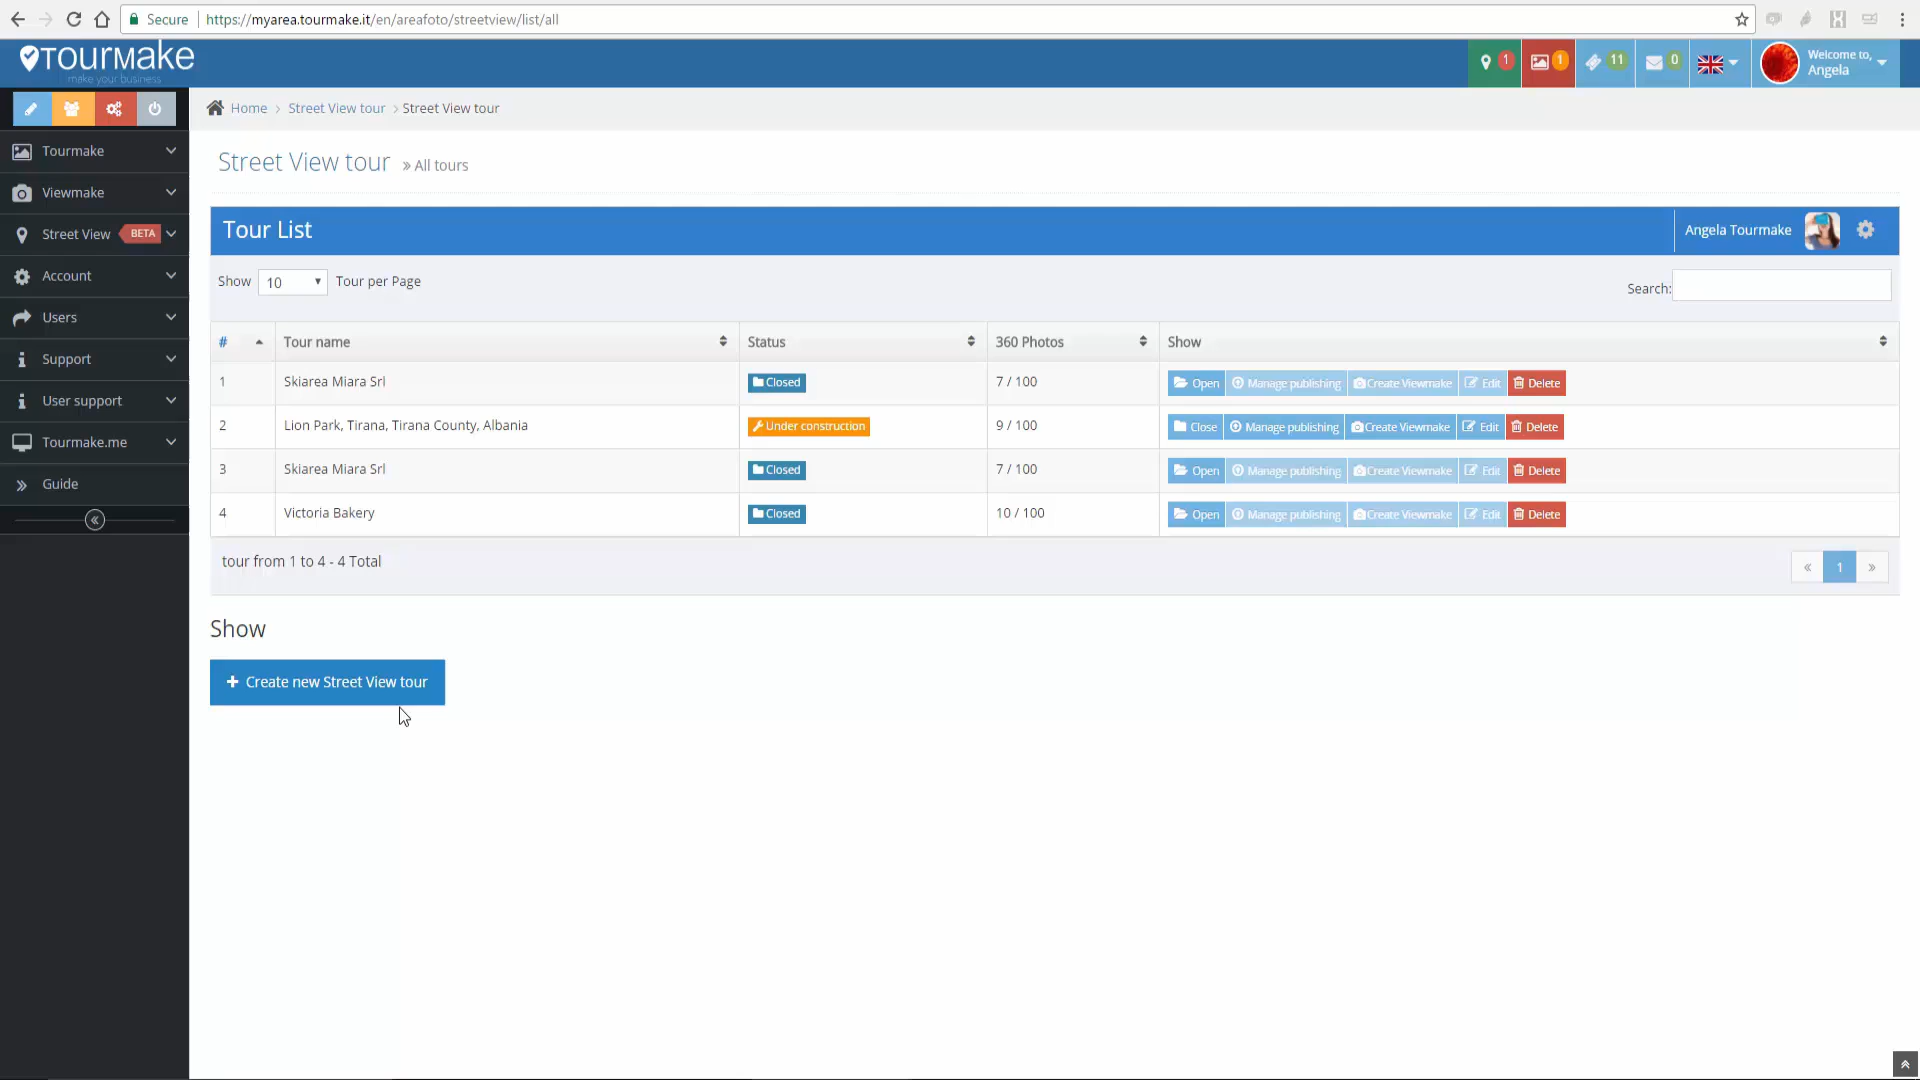 Secure https://myarea.tourmake.it/en/areafoto/streetview/list/all
TOURMAKE
make your business
1
1
11
0
Welcome to,
Angela
Home › Street View tour › Street View tour
Tourmake
Viewmake
Street View BETA
Account
Users
Support
User support
Tourmake.me
Guide
Street View tour » All tours
Tour List
Angela Tourmake
Show 10 Tour per Page
Search:
# Tour name Status 360 Photos Show
1 Skiarea Miara Srl Closed 7 / 100 Open Manage publishing Create Viewmake Edit Delete
2 Lion Park, Tirana, Tirana County, Albania Under construction 9 / 100 Close Manage publishing Create Viewmake Edit Delete
3 Skiarea Miara Srl Closed 7 / 100 Open Manage publishing Create Viewmake Edit Delete
4 Victoria Bakery Closed 10 / 100 Open Manage publishing Create Viewmake Edit Delete
tour from 1 to 4 - 4 Total
« 1 »
Show
+ Create new Street View tour